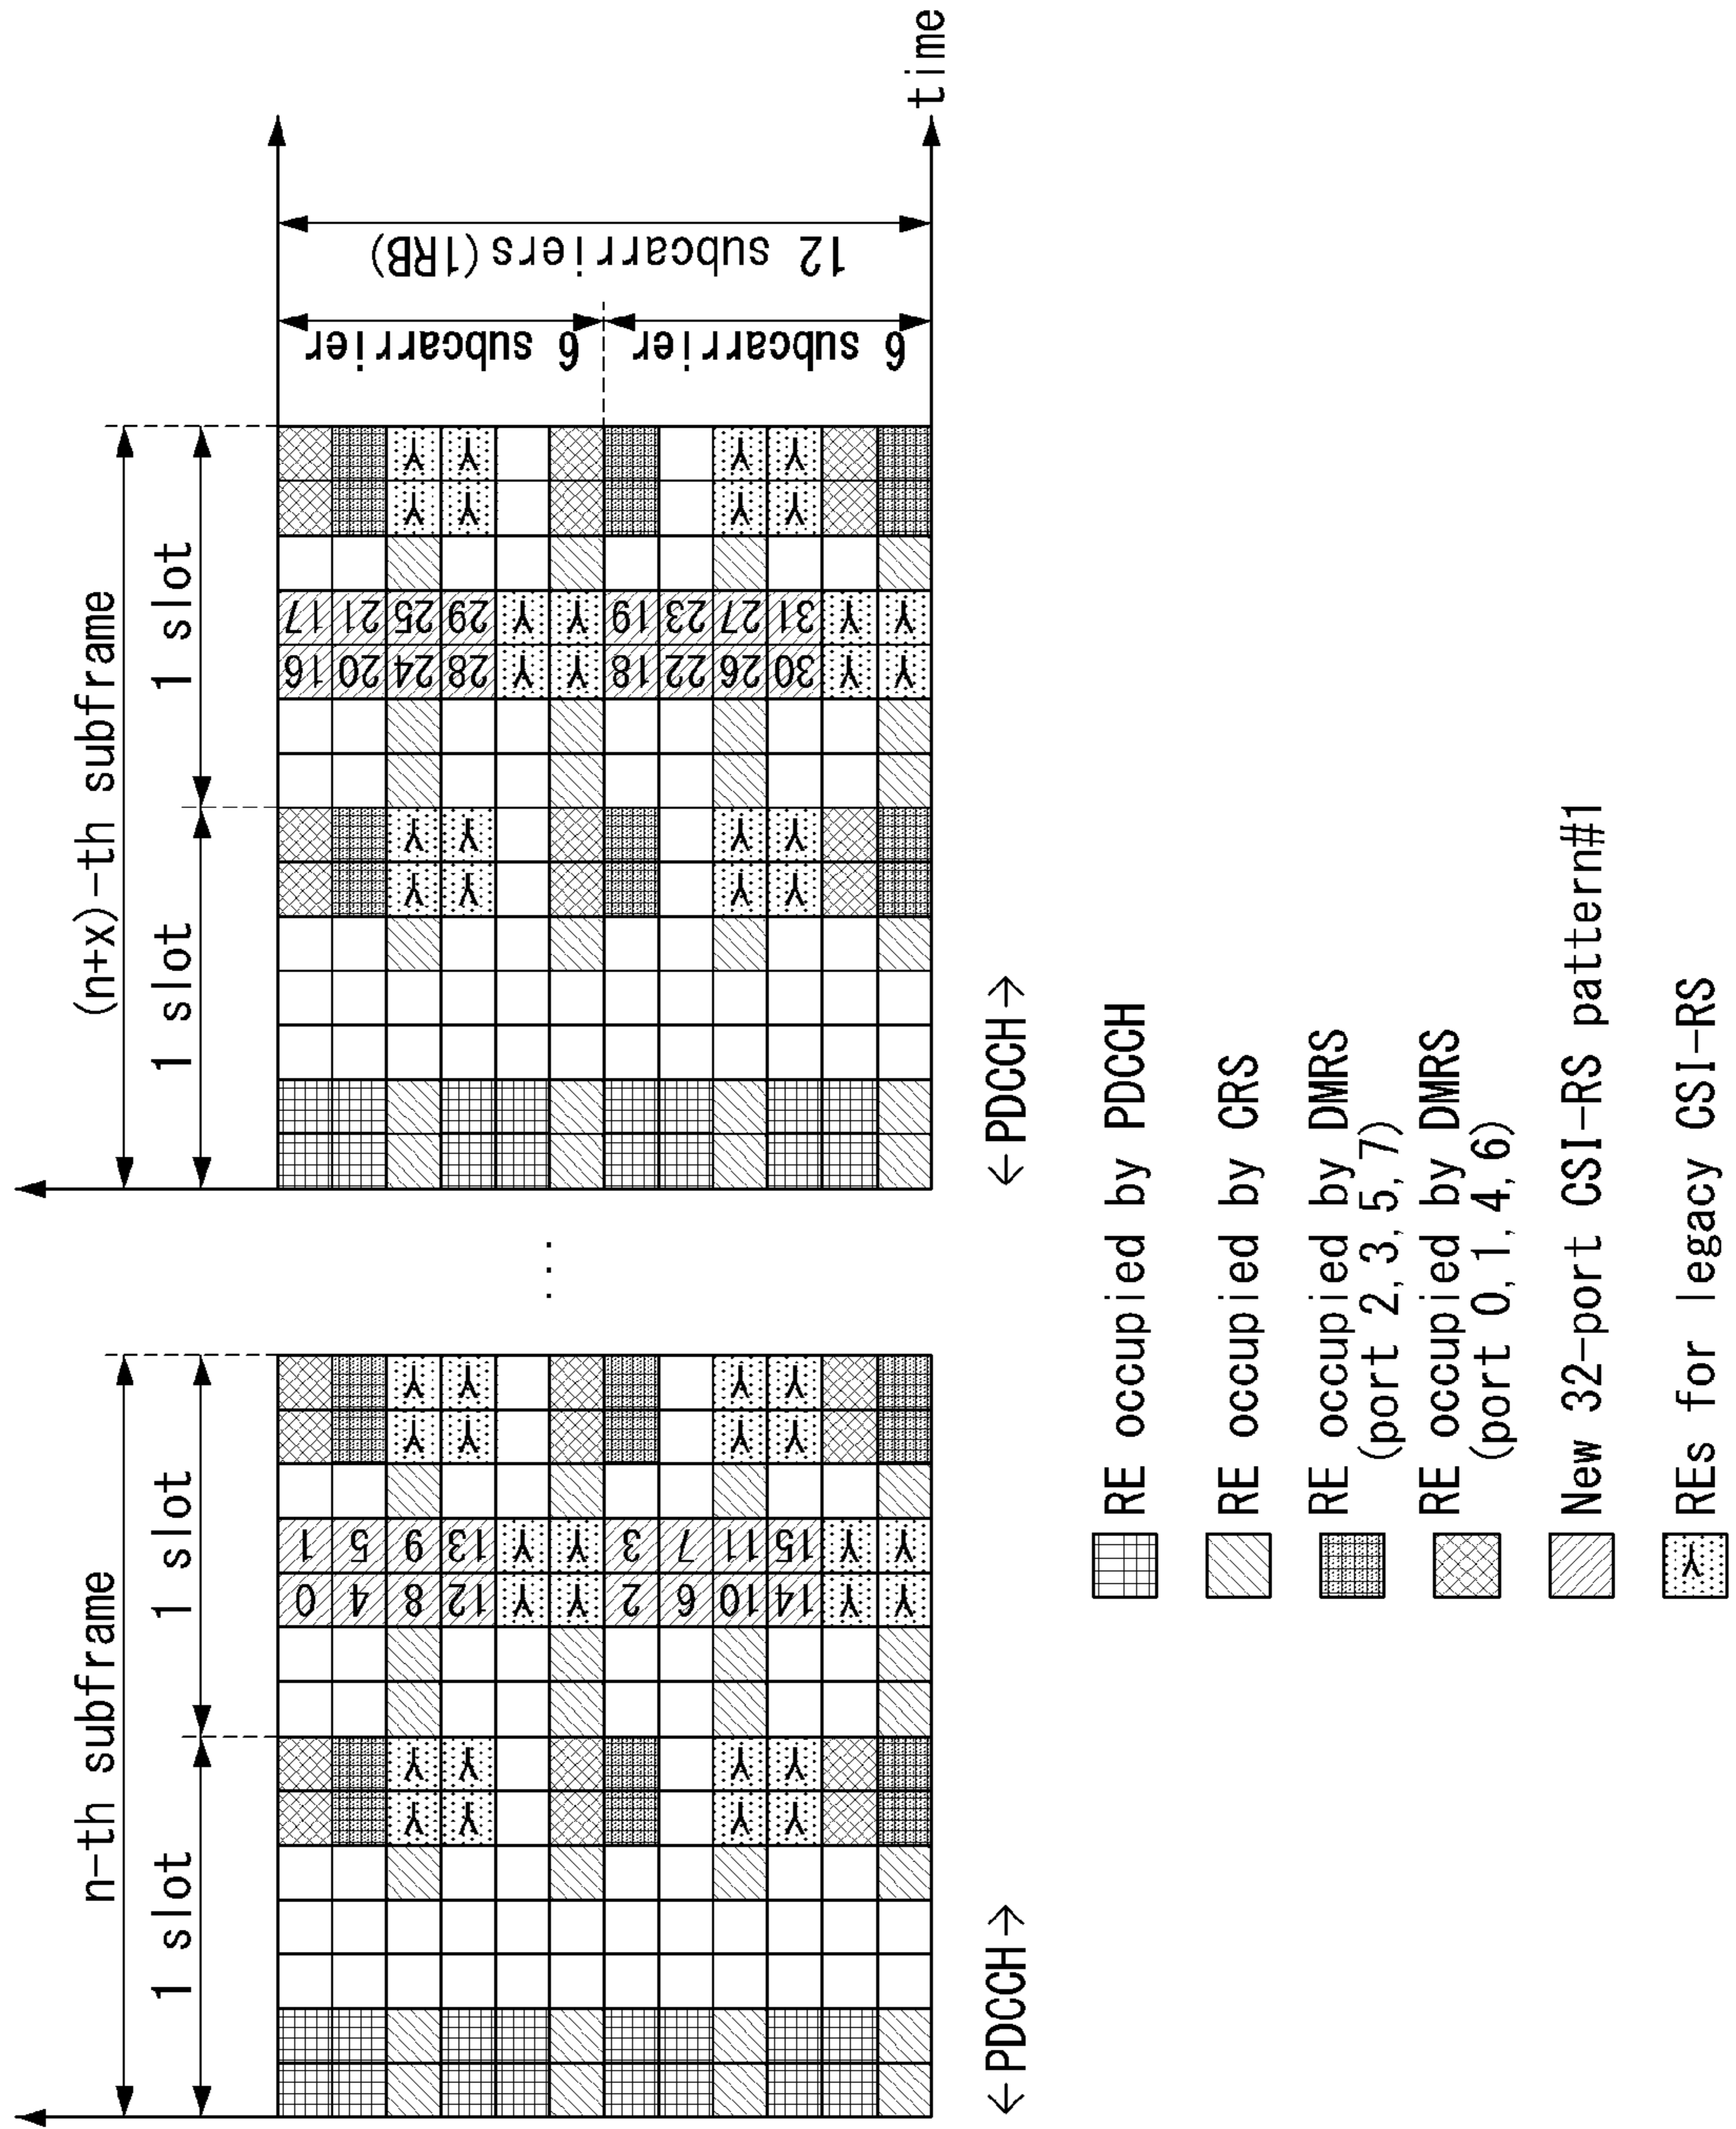 n-th subframe
(n+x)-th subframe
1 slot
1 slot
1 slot
1 slot
0 1 16 17
4 5 20 21
Y Y 8 9 Y Y Y Y 24 25 Y Y
Y Y 12 13 Y Y Y Y 28 29 Y Y
Y Y Y Y
Y Y ... Y Y
2 3 18 19
6 7 22 23
Y Y 10 11 Y Y Y Y 26 27 Y Y
Y Y 14 15 Y Y Y Y 30 31 Y Y
Y Y Y Y
Y Y Y Y
6 subcarrier
6 subcarrier
12 subcarriers(1RB)
time
←PDCCH→
←PDCCH→
RE occupied by PDCCH
RE occupied by CRS
RE occupied by DMRS
(port 2,3,5,7)
RE occupied by DMRS
(port 0,1,4,6)
New 32-port CSI-RS pattern#1
Y REs for legacy CSI-RS